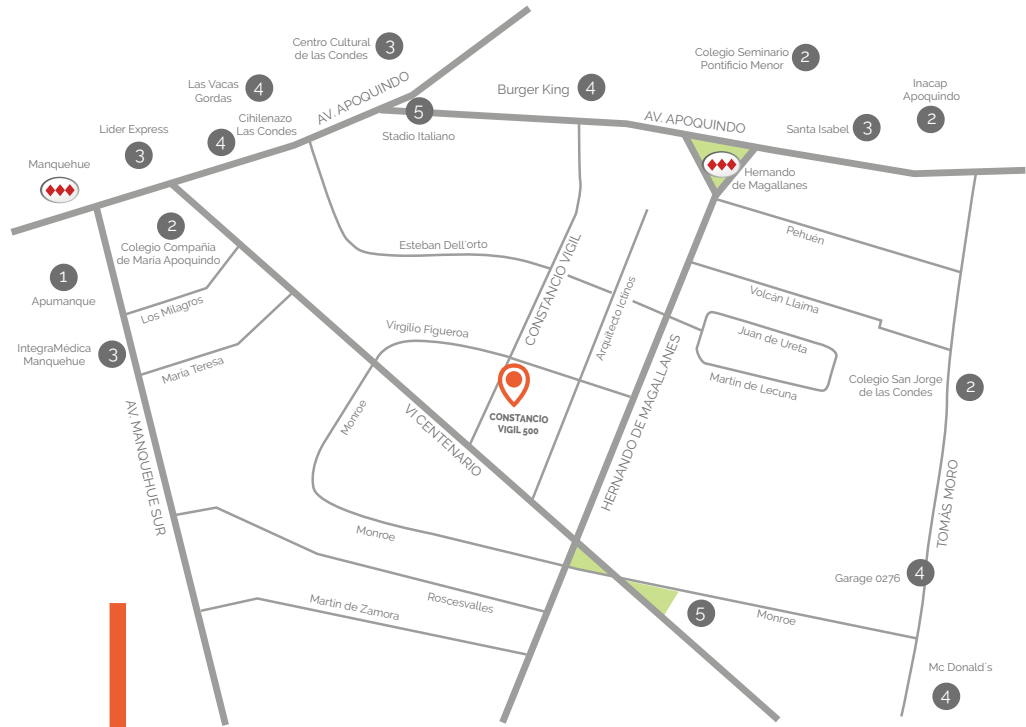 Centro Cultural
de las Condes
3
Colegio Seminario
Pontificio Menor
2
Las Vacas
Gordas
4
Burger King
4
Inacap
Apoquindo
2
AV. APOQUINDO
5
Stadio Italiano
AV. APOQUINDO
Santa Isabel
3
Cihilenazo
Las Condes
4
Lider Express
3
Manquehue
Hernando
de Magallanes
2
Colegio Compañia
de María Apoquindo
Esteban Dell´orto
CONSTANCIO VIGIL
Pehuén
1
Apumanque
Los Milagros
Arquitecto Ictinos
Volcán Llaima
Virgilio Figueroa
Juan de Ureta
IntegraMédica
Manquehue
3
María Teresa
Martín de Lecuna
Colegio San Jorge
de las Condes
2
CONSTANCIO
VIGIL 500
Monroe
VI CENTENARIO
HERNANDO DE MAGALLANES
AV. MANQUEHUE SUR
TOMÁS MORO
Monroe
Garage 0276
4
Roscesvalles
Martín de Zamora
5
Monroe
Mc Donald´s
4